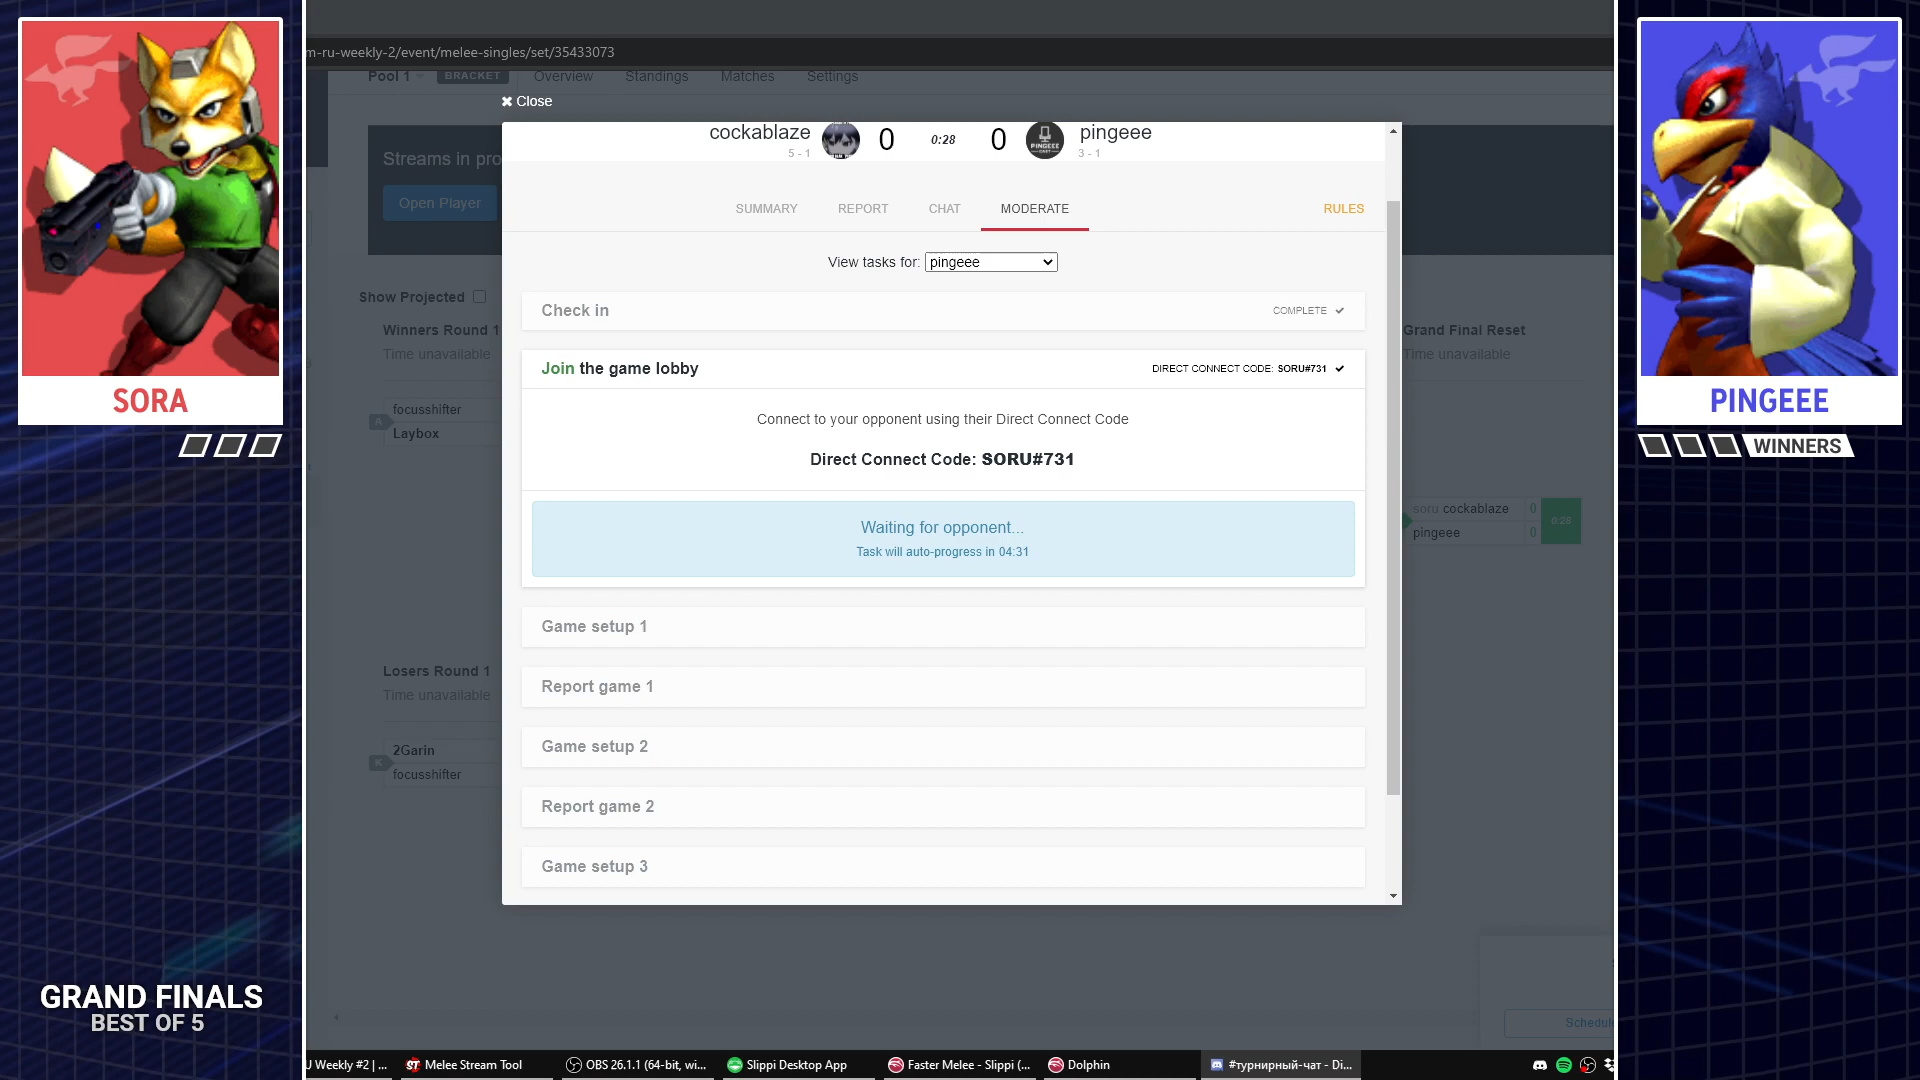 m-ru-weekly-2/event/melee-singles/set/35433073
Pool 1 BRACKET Overview Standings Matches Settings
Close
cockablaze 0 0:28 0 pingeee
5 - 1 3 - 1
Streams in pro
Open Player
SUMMARY REPORT CHAT MODERATE RULES
View tasks for: pingeee
Show Projected
Check in COMPLETE
Winners Round 1
Time unavailable
Grand Final Reset
Time unavailable
Join the game lobby DIRECT CONNECT CODE: SORU#731
SORA
PINGEEE
WINNERS
A focusshifter
Laybox
Connect to your opponent using their Direct Connect Code
Direct Connect Code: SORU#731
soru cockablaze 0
pingeee 0
0:28
Waiting for opponent...
Task will auto-progress in 04:31
Game setup 1
Losers Round 1
Time unavailable
Report game 1
Game setup 2
K 2Garin
focusshifter
Report game 2
Game setup 3
GRAND FINALS
BEST OF 5
Schedule
U Weekly #2 | ... ST Melee Stream Tool OBS 26.1.1 (64-bit, wi... Slippi Desktop App Faster Melee - Slippi (... Dolphin #турнирный-чат - Di...